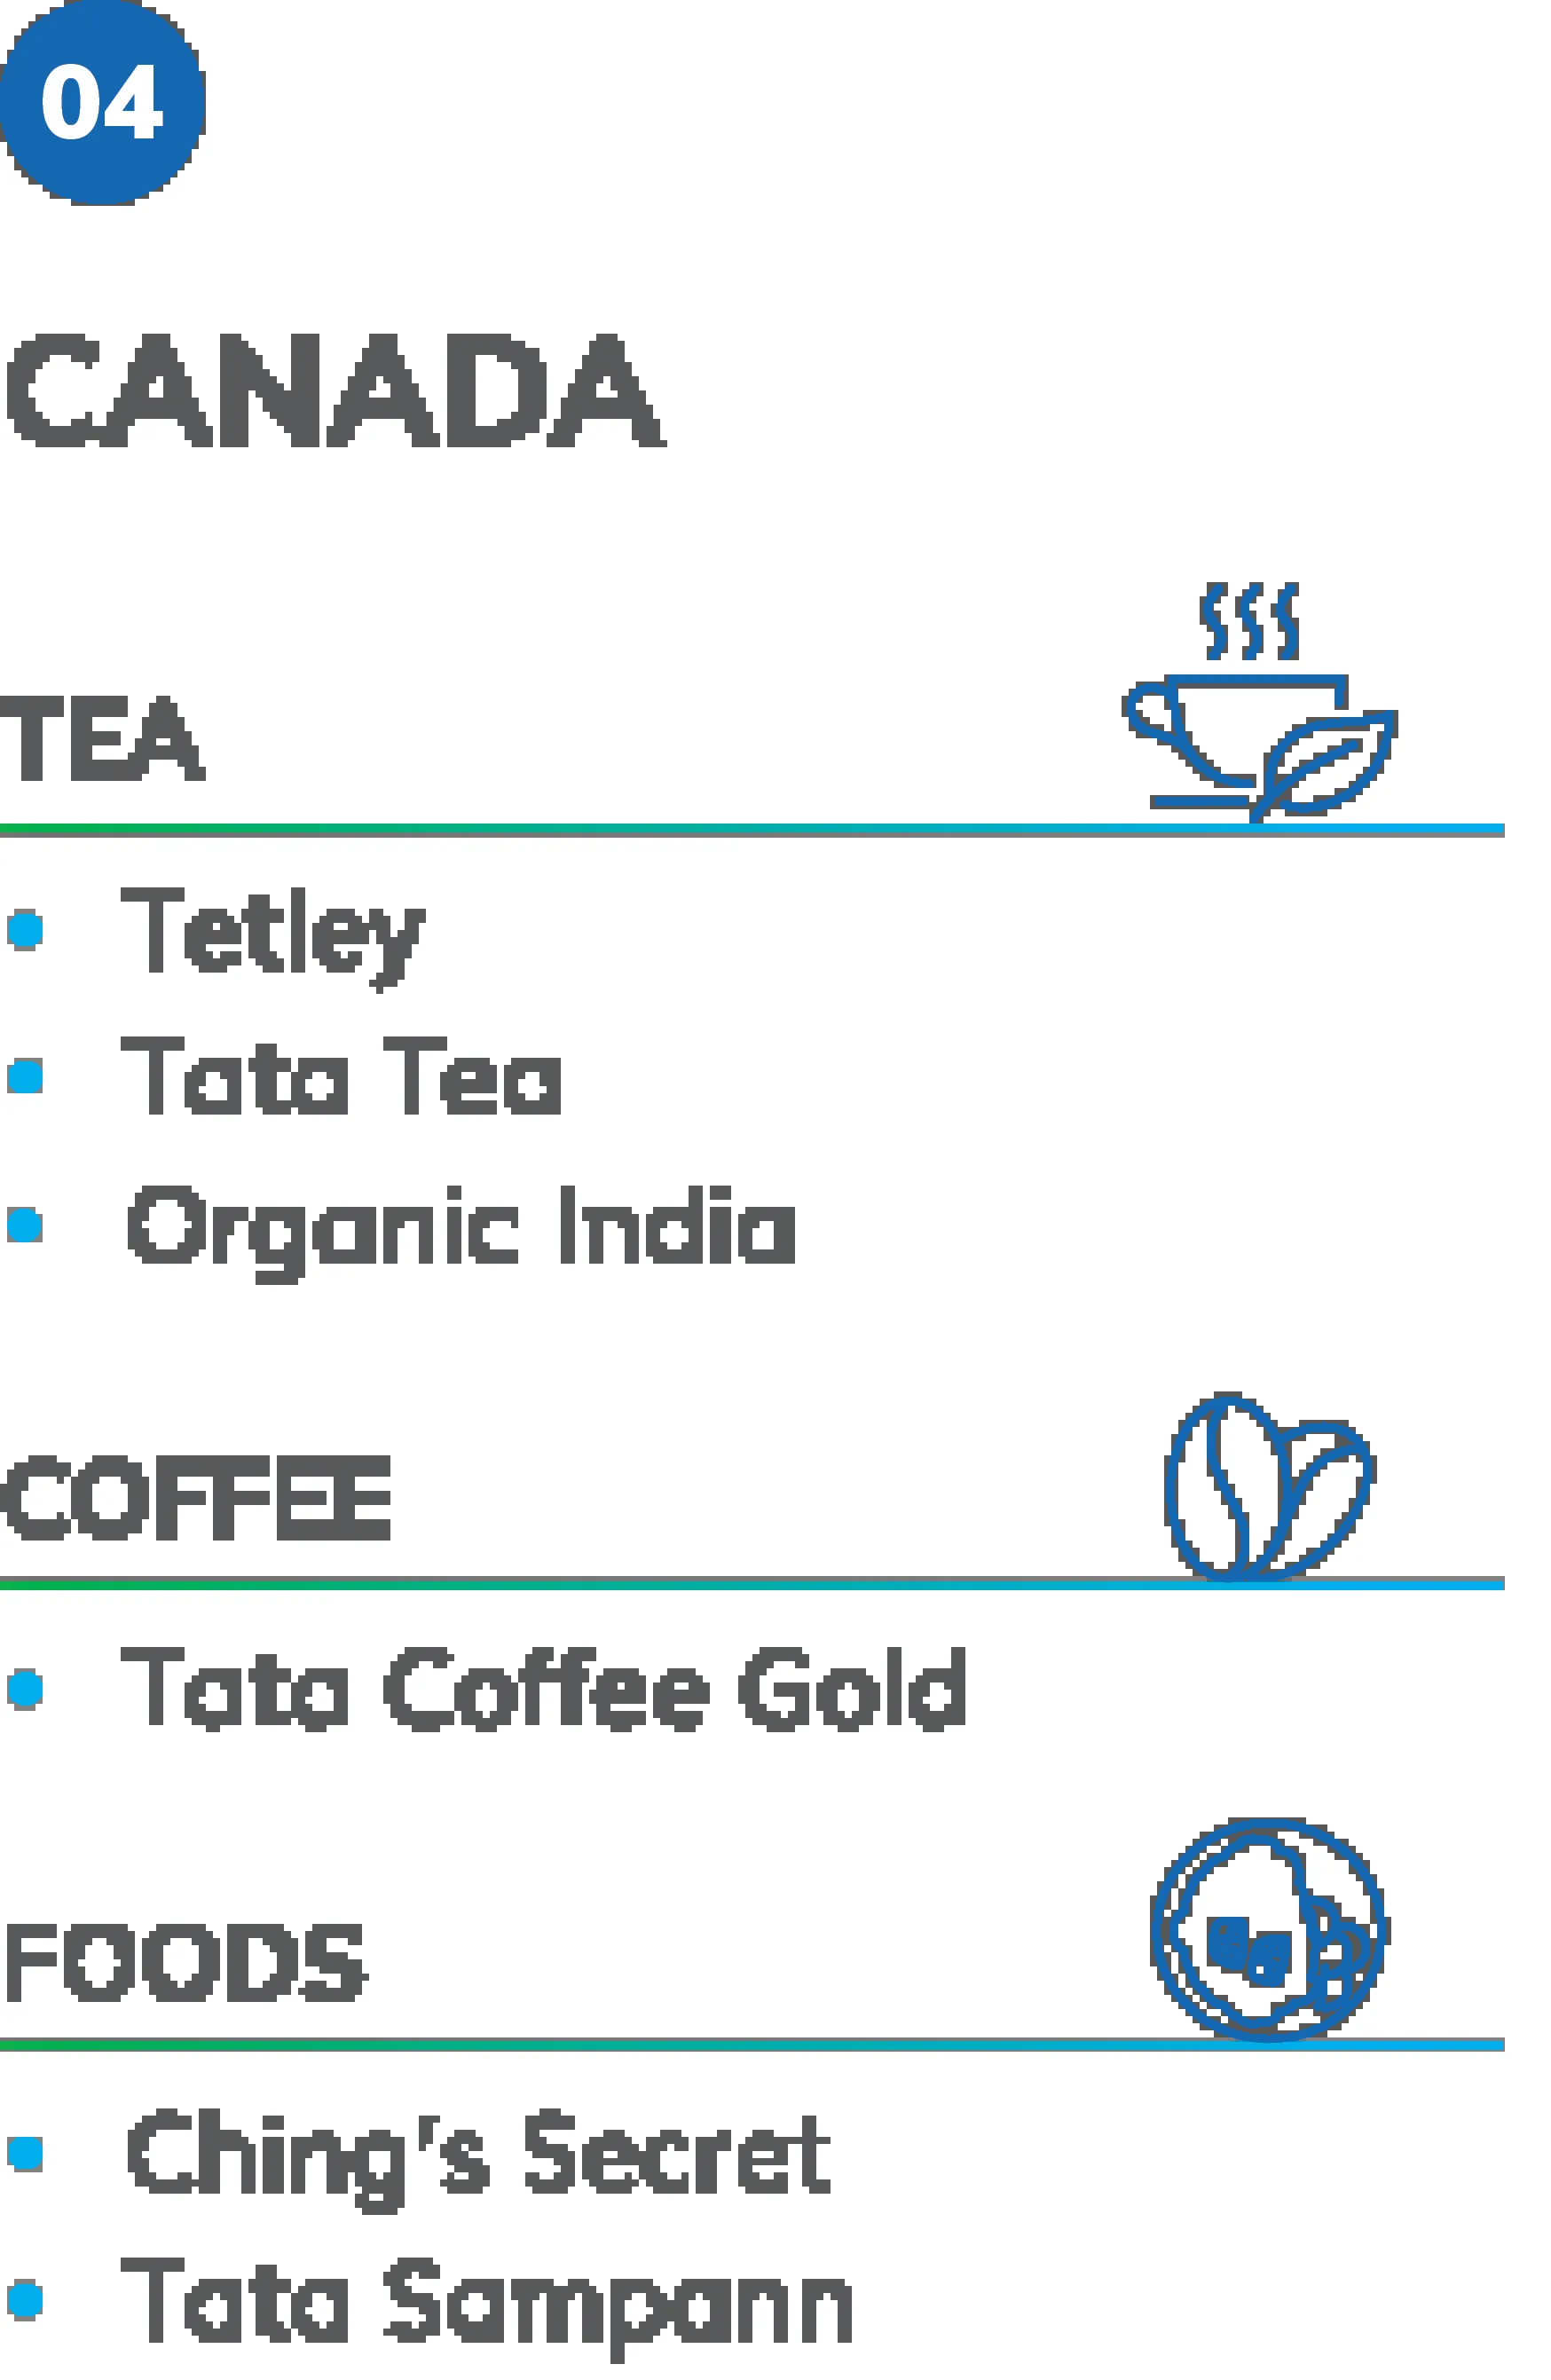 04
CANADA
TEA
• Tetley
• Tata Tea
• Organic India
COFFEE
• Tata Coffee Gold
FOODS
• Ching's Secret
• Tata Sampann